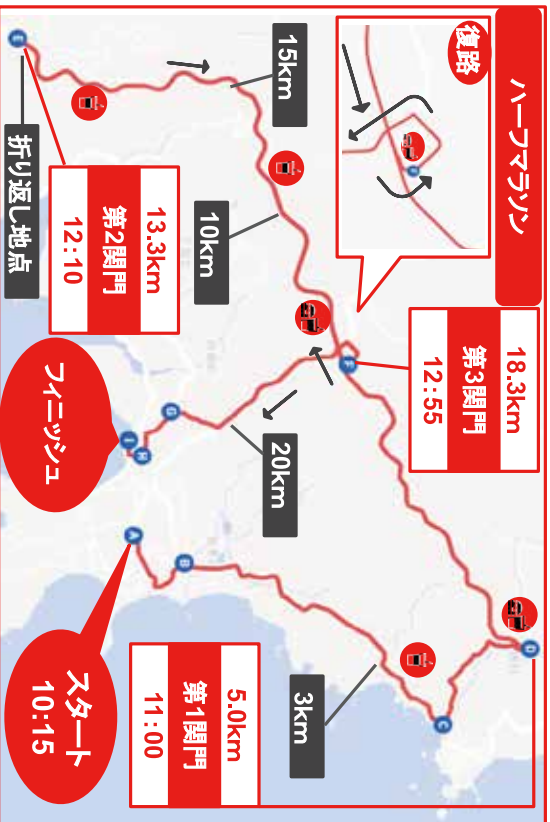 ハーフマラソン
復路
18.3km
第3関門
12:55
15km
10km
13.3km
第2関門
12:10
折り返し地点
20km
フィニッシュ
3km
5.0km
第1関門
11:00
スタート
10:15
A
B
C
D
E
F
G
H
I
F